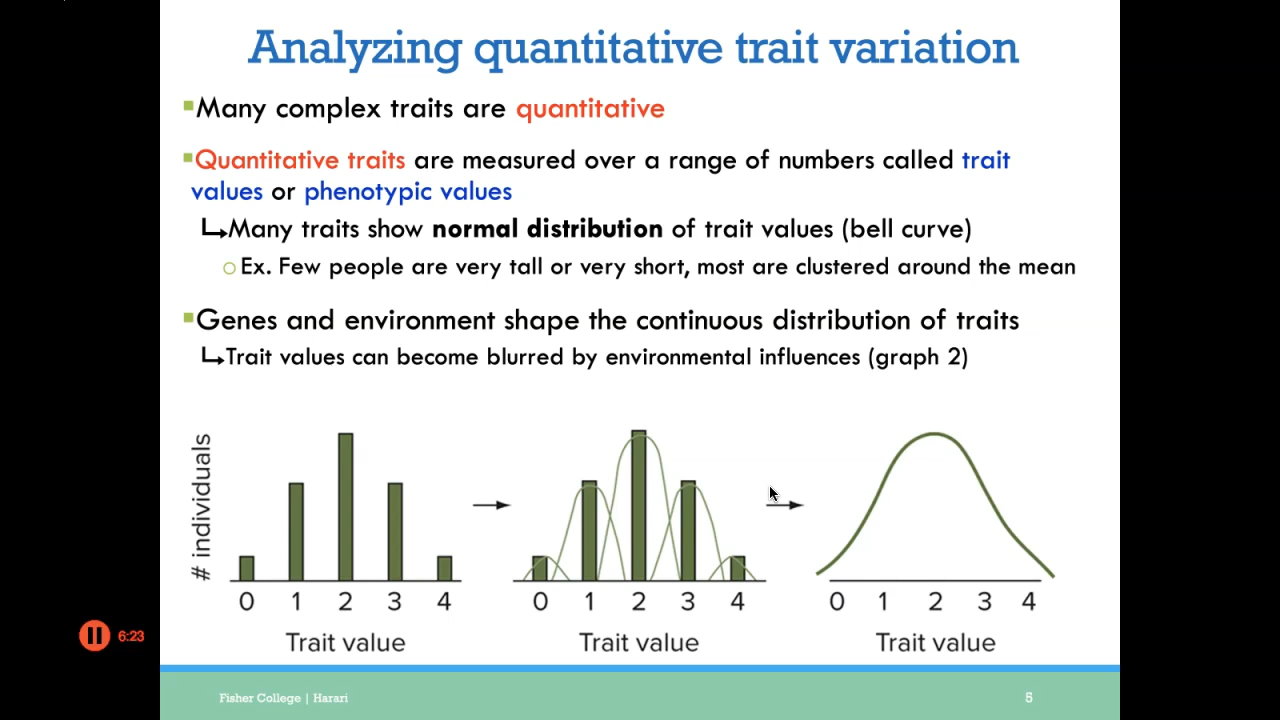 Analyzing quantitative trait variation
▪Many complex traits are quantitative
▪Quantitative traits are measured over a range of numbers called trait
values or phenotypic values
↳Many traits show normal distribution of trait values (bell curve)
○Ex. Few people are very tall or very short, most are clustered around the mean
▪Genes and environment shape the continuous distribution of traits
↳Trait values can become blurred by environmental influences (graph 2)
# individuals
0 1 2 3 4
Trait value
0 1 2 3 4
Trait value
0 1 2 3 4
Trait value
6:23
Fisher College | Harari
5